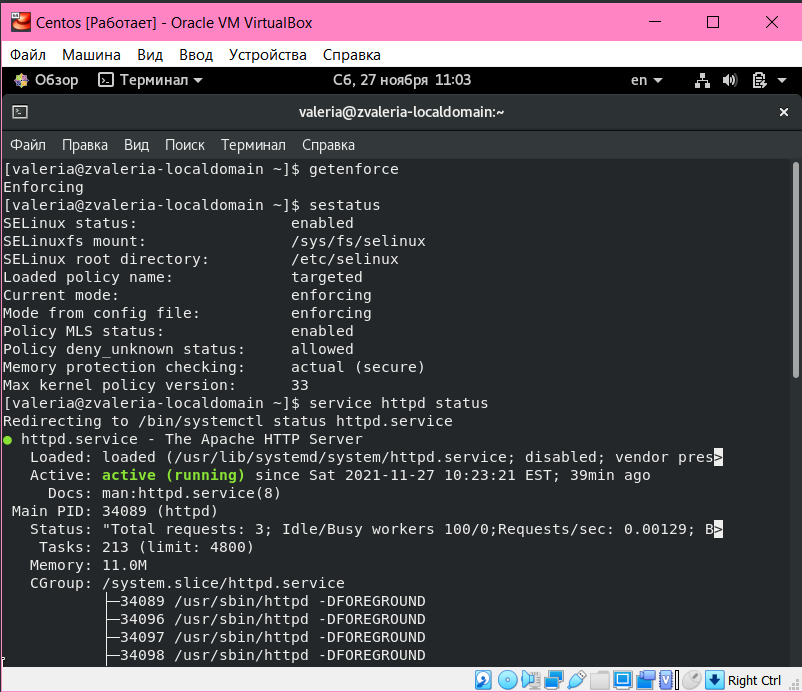 Centos [Работает] - Oracle VM VirtualBox
Файл Машина Вид Ввод Устройства Справка
Обзор Терминал Сб, 27 ноября 11:03 en
valeria@zvaleria-localdomain:~
Файл Правка Вид Поиск Терминал Справка
[valeria@zvaleria-localdomain ~]$ getenforce
Enforcing
[valeria@zvaleria-localdomain ~]$ sestatus
SELinux status:                 enabled
SELinuxfs mount:                /sys/fs/selinux
SELinux root directory:         /etc/selinux
Loaded policy name:             targeted
Current mode:                   enforcing
Mode from config file:          enforcing
Policy MLS status:              enabled
Policy deny_unknown status:     allowed
Memory protection checking:     actual (secure)
Max kernel policy version:      33
[valeria@zvaleria-localdomain ~]$ service httpd status
Redirecting to /bin/systemctl status httpd.service
● httpd.service - The Apache HTTP Server
   Loaded: loaded (/usr/lib/systemd/system/httpd.service; disabled; vendor pres>
   Active: active (running) since Sat 2021-11-27 10:23:21 EST; 39min ago
     Docs: man:httpd.service(8)
 Main PID: 34089 (httpd)
   Status: "Total requests: 3; Idle/Busy workers 100/0;Requests/sec: 0.00129; B>
    Tasks: 213 (limit: 4800)
   Memory: 11.0M
   CGroup: /system.slice/httpd.service
           ├─34089 /usr/sbin/httpd -DFOREGROUND
           ├─34096 /usr/sbin/httpd -DFOREGROUND
           ├─34097 /usr/sbin/httpd -DFOREGROUND
           ├─34098 /usr/sbin/httpd -DFOREGROUND
Right Ctrl